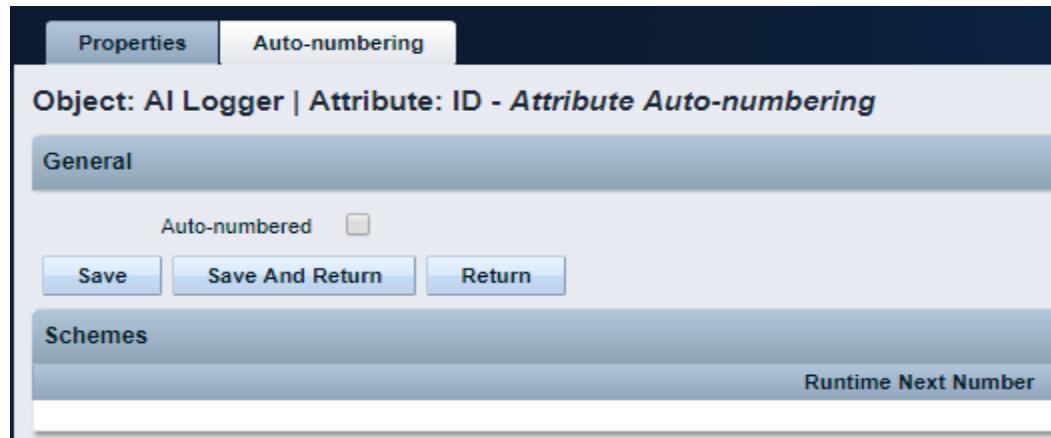 Properties Auto-numbering
Object: AI Logger | Attribute: ID - Attribute Auto-numbering
General
Auto-numbered
Save Save And Return Return
Schemes
Runtime Next Number